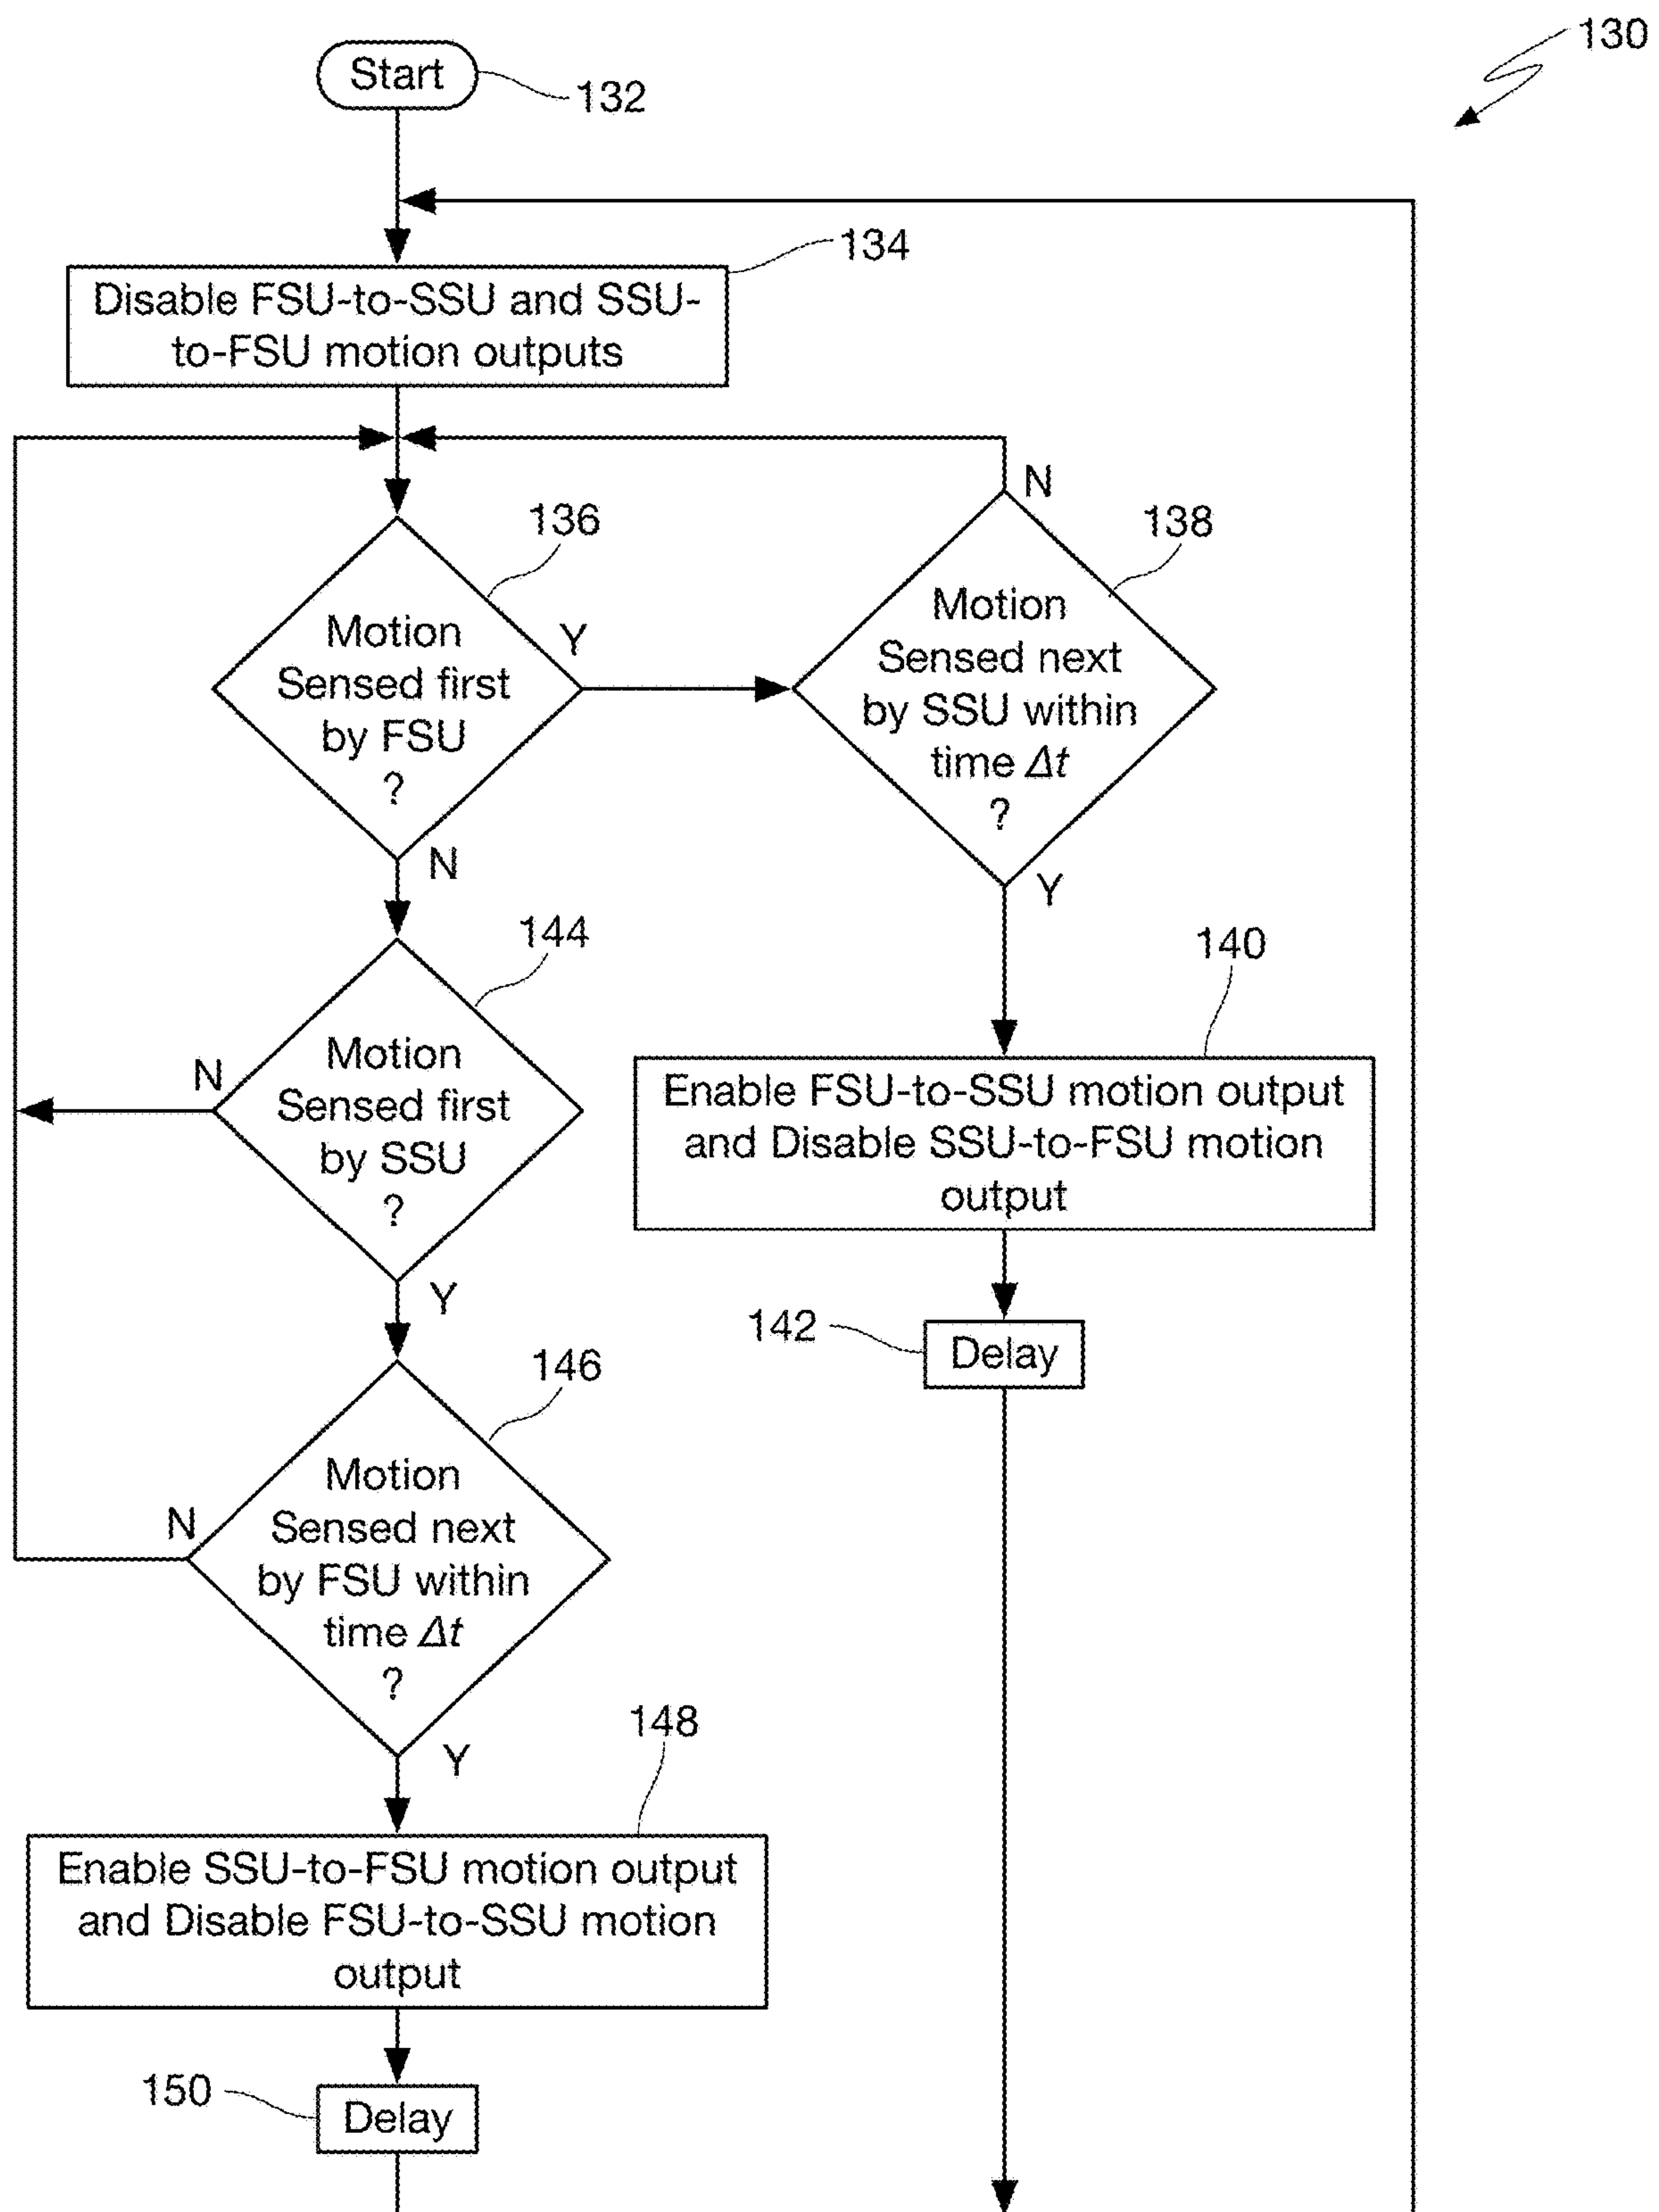 130
Start
132
134
Disable FSU-to-SSU and SSU-
to-FSU motion outputs
N
136
138
Motion
Sensed first
by FSU
?
Y
Motion
Sensed next
by SSU within
time Δt
?
N
Y
144
140
Motion
Sensed first
by SSU
?
N
Enable FSU-to-SSU motion output
and Disable SSU-to-FSU motion
output
Y
142
Delay
146
Motion
Sensed next
by FSU within
time Δt
?
N
148
Y
Enable SSU-to-FSU motion output
and Disable FSU-to-SSU motion
output
150
Delay